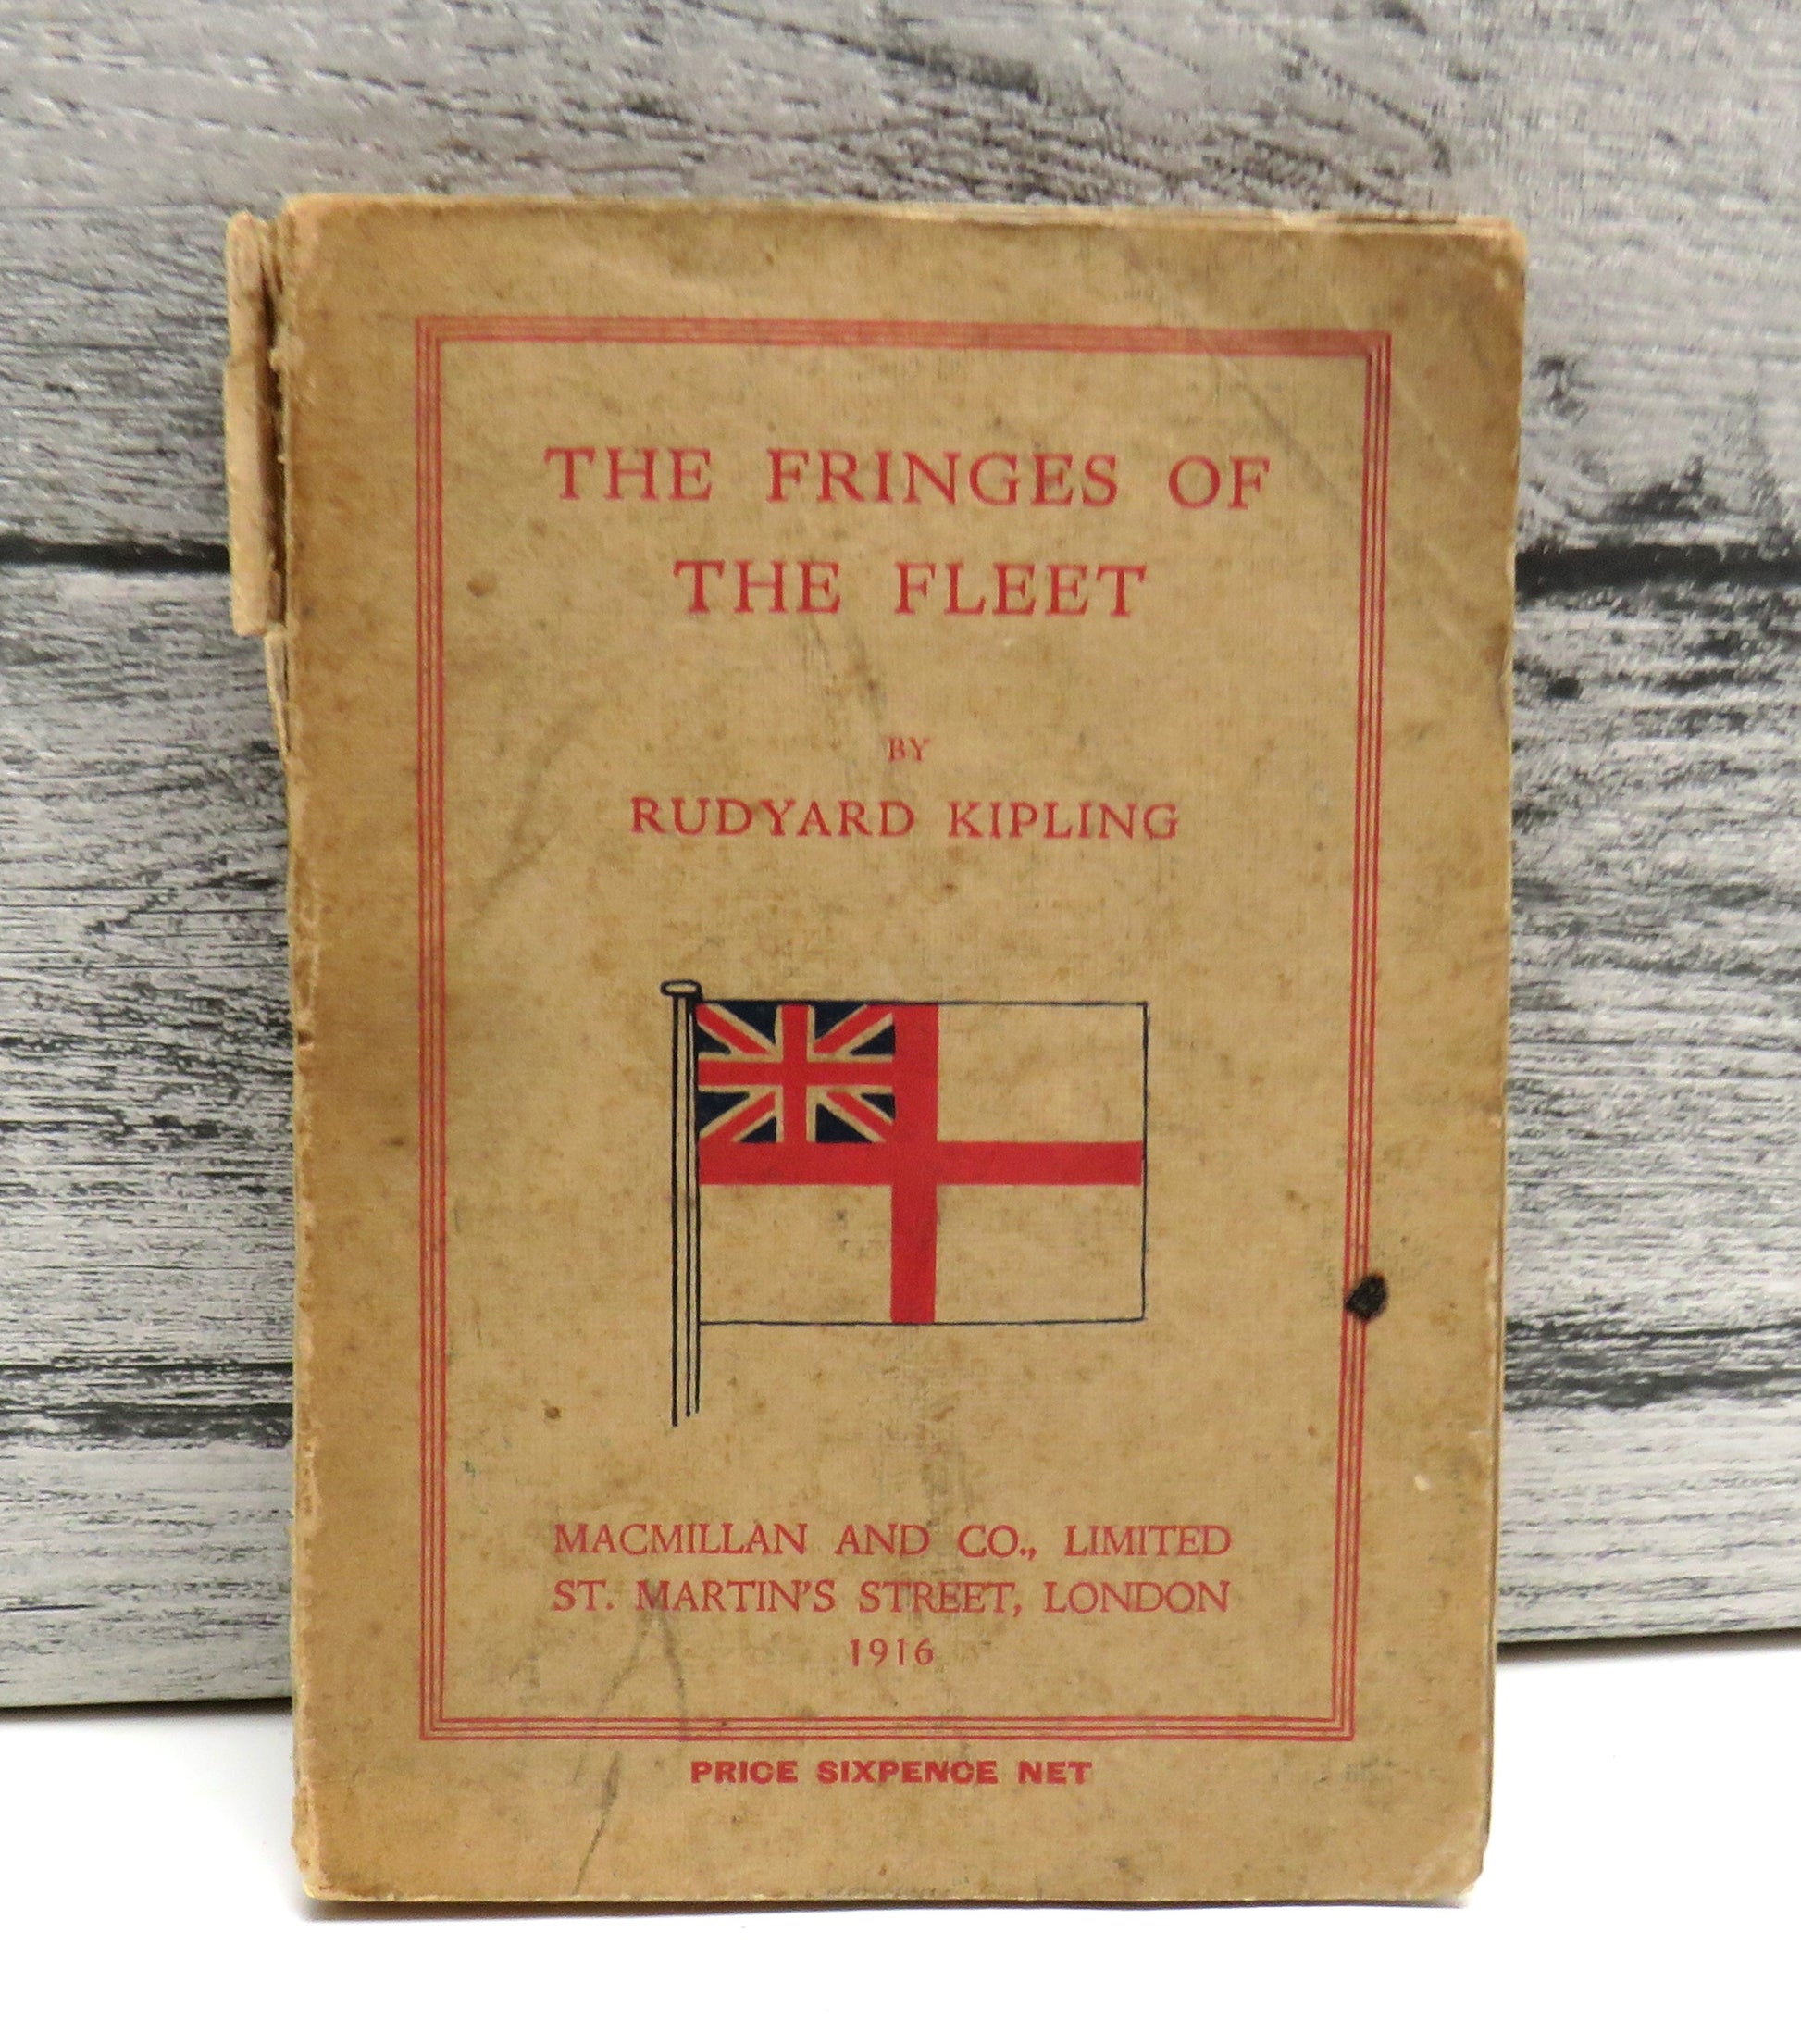 THE FRINGES OF
THE FLEET
BY
RUDYARD KIPLING
MACMILLAN AND CO., LIMITED
ST. MARTIN'S STREET, LONDON
1916
PRICE SIXPENCE NET